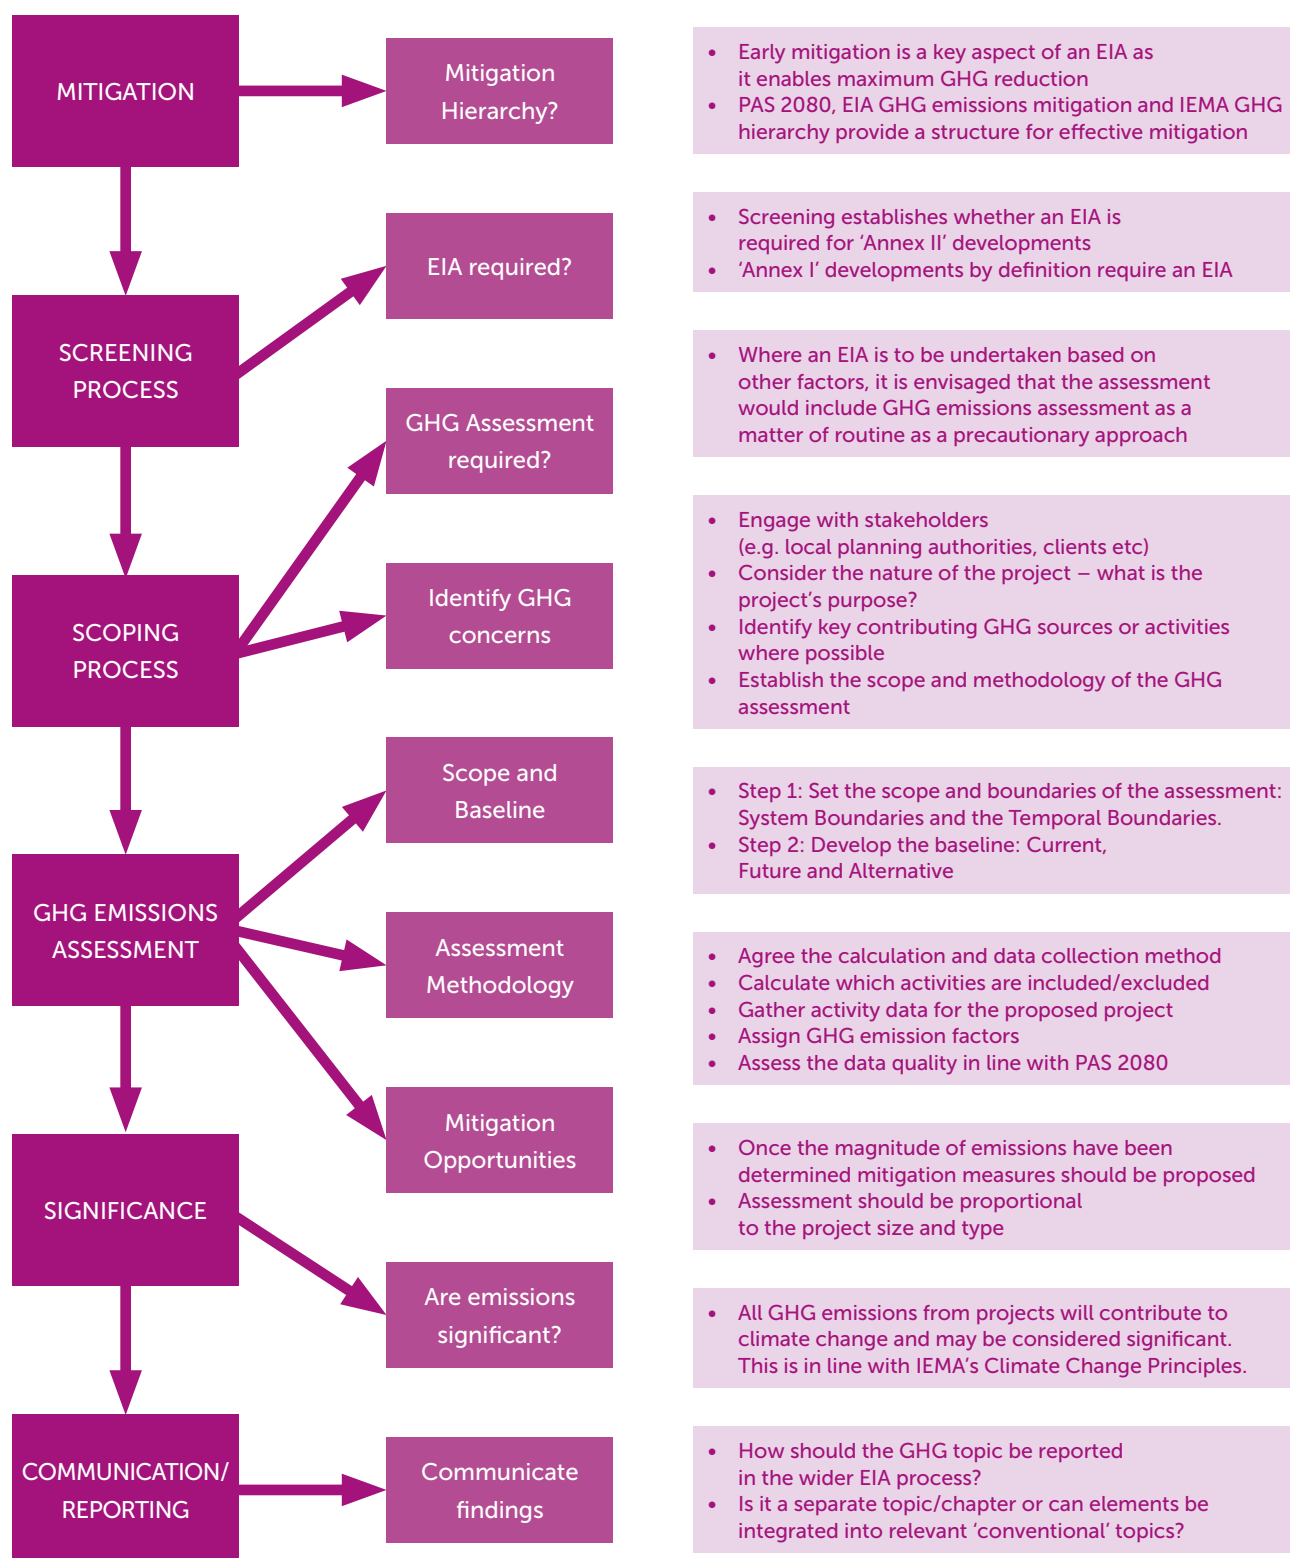 MITIGATION
Mitigation
Hierarchy?
• Early mitigation is a key aspect of an EIA as
it enables maximum GHG reduction
• PAS 2080, EIA GHG emissions mitigation and IEMA GHG
hierarchy provide a structure for effective mitigation
SCREENING
PROCESS
EIA required?
• Screening establishes whether an EIA is
required for ‘Annex II’ developments
• ‘Annex I’ developments by definition require an EIA
SCOPING
PROCESS
GHG Assessment
required?
• Where an EIA is to be undertaken based on
other factors, it is envisaged that the assessment
would include GHG emissions assessment as a
matter of routine as a precautionary approach
Identify GHG
concerns
• Engage with stakeholders
(e.g. local planning authorities, clients etc)
• Consider the nature of the project – what is the
project’s purpose?
• Identify key contributing GHG sources or activities
where possible
• Establish the scope and methodology of the GHG
assessment
GHG EMISSIONS
ASSESSMENT
Scope and
Baseline
• Step 1: Set the scope and boundaries of the assessment:
System Boundaries and the Temporal Boundaries.
• Step 2: Develop the baseline: Current,
Future and Alternative
Assessment
Methodology
• Agree the calculation and data collection method
• Calculate which activities are included/excluded
• Gather activity data for the proposed project
• Assign GHG emission factors
• Assess the data quality in line with PAS 2080
Mitigation
Opportunities
• Once the magnitude of emissions have been
determined mitigation measures should be proposed
• Assessment should be proportional
to the project size and type
SIGNIFICANCE
Are emissions
significant?
• All GHG emissions from projects will contribute to
climate change and may be considered significant.
This is in line with IEMA’s Climate Change Principles.
COMMUNICATION/
REPORTING
Communicate
findings
• How should the GHG topic be reported
in the wider EIA process?
• Is it a separate topic/chapter or can elements be
integrated into relevant ‘conventional’ topics?